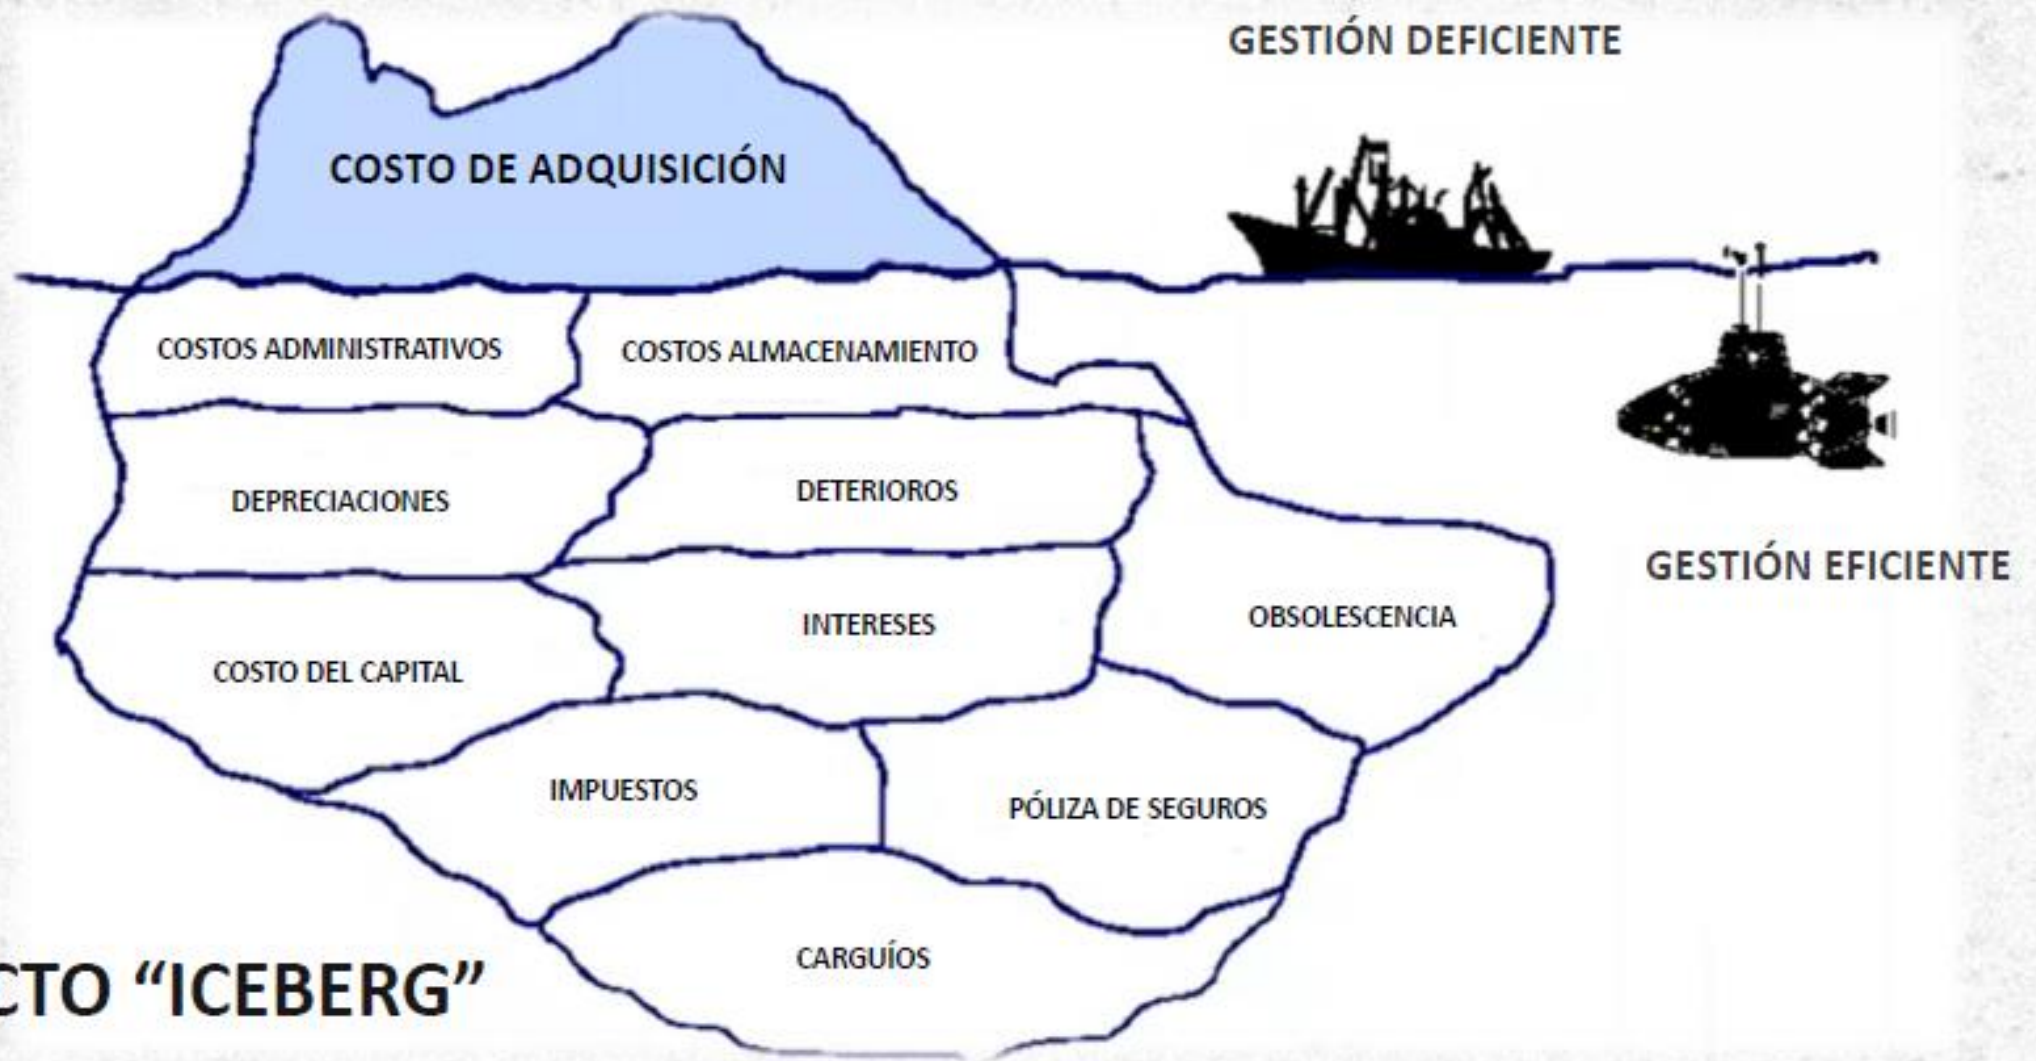 GESTIÓN DEFICIENTE
COSTO DE ADQUISICIÓN
COSTOS ADMINISTRATIVOS
COSTOS ALMACENAMIENTO
DEPRECIACIONES
DETERIOROS
GESTIÓN EFICIENTE
INTERESES
OBSOLESCENCIA
COSTO DEL CAPITAL
IMPUESTOS
PÓLIZA DE SEGUROS
CARGUÍOS
CTO “ICEBERG”